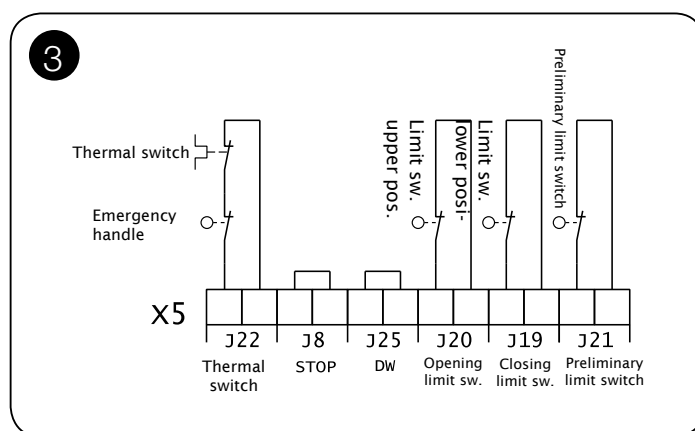 3
Thermal switch
Emergency
handle
Limit sw.
upper pos.
Limit sw.
lower posi-
Preliminary limit switch
X5
J22
J8
J25
J20
J19
J21
Thermal
switch
STOP
DW
Opening
limit sw.
Closing
limit sw.
Preliminary
limit switch